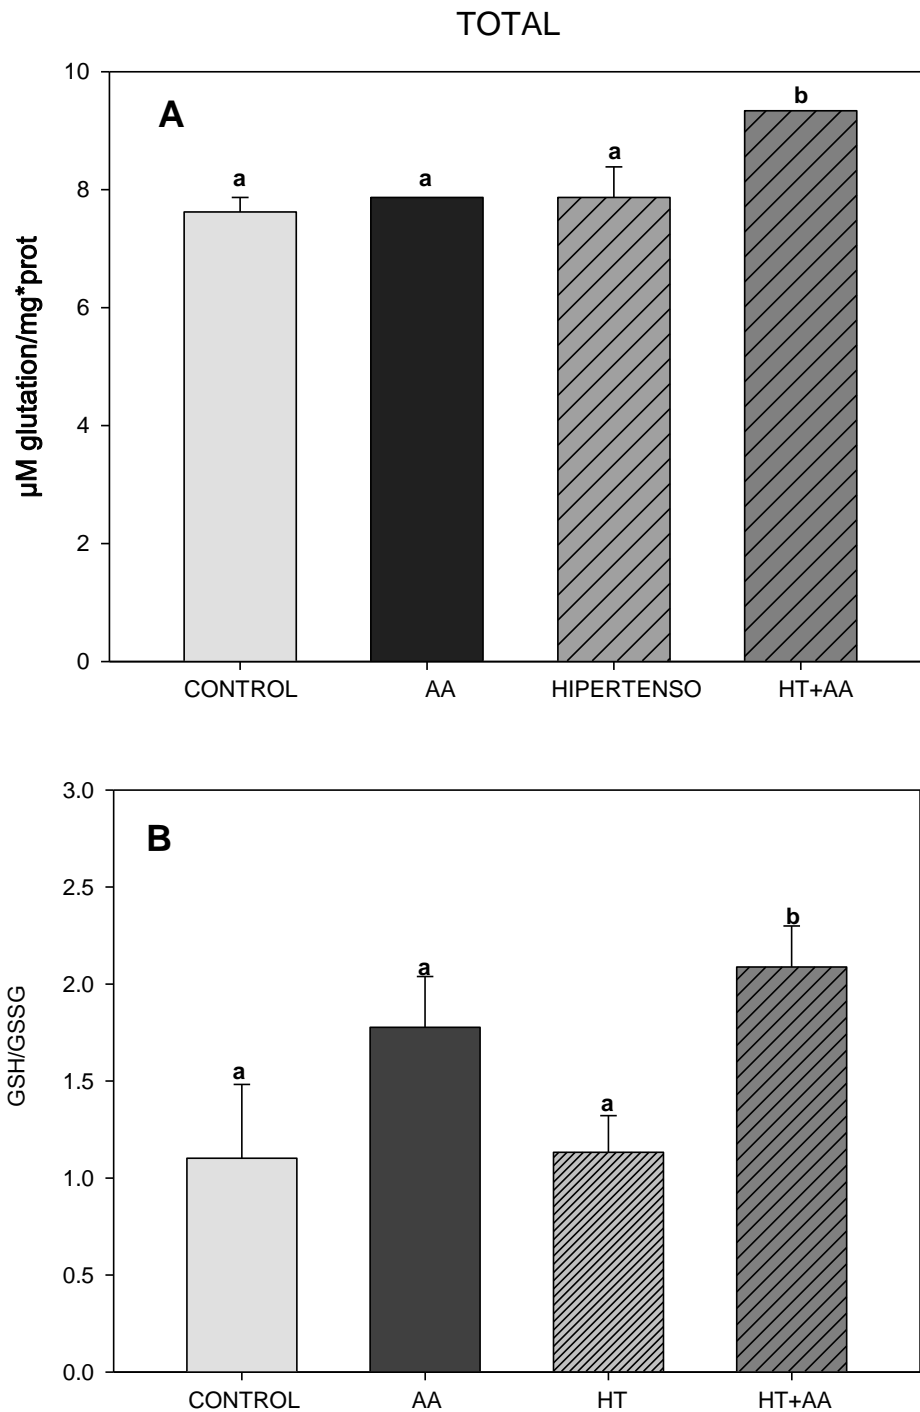 TOTAL
10
A
b
a
a
a
8
6
4
2
0
µM glutation/mg*prot
CONTROL AA HIPERTENSO HT+AA
3.0
B
2.5
b
2.0
a
1.5
a
a
1.0
0.5
0.0
GSH/GSSG
CONTROL AA HT HT+AA